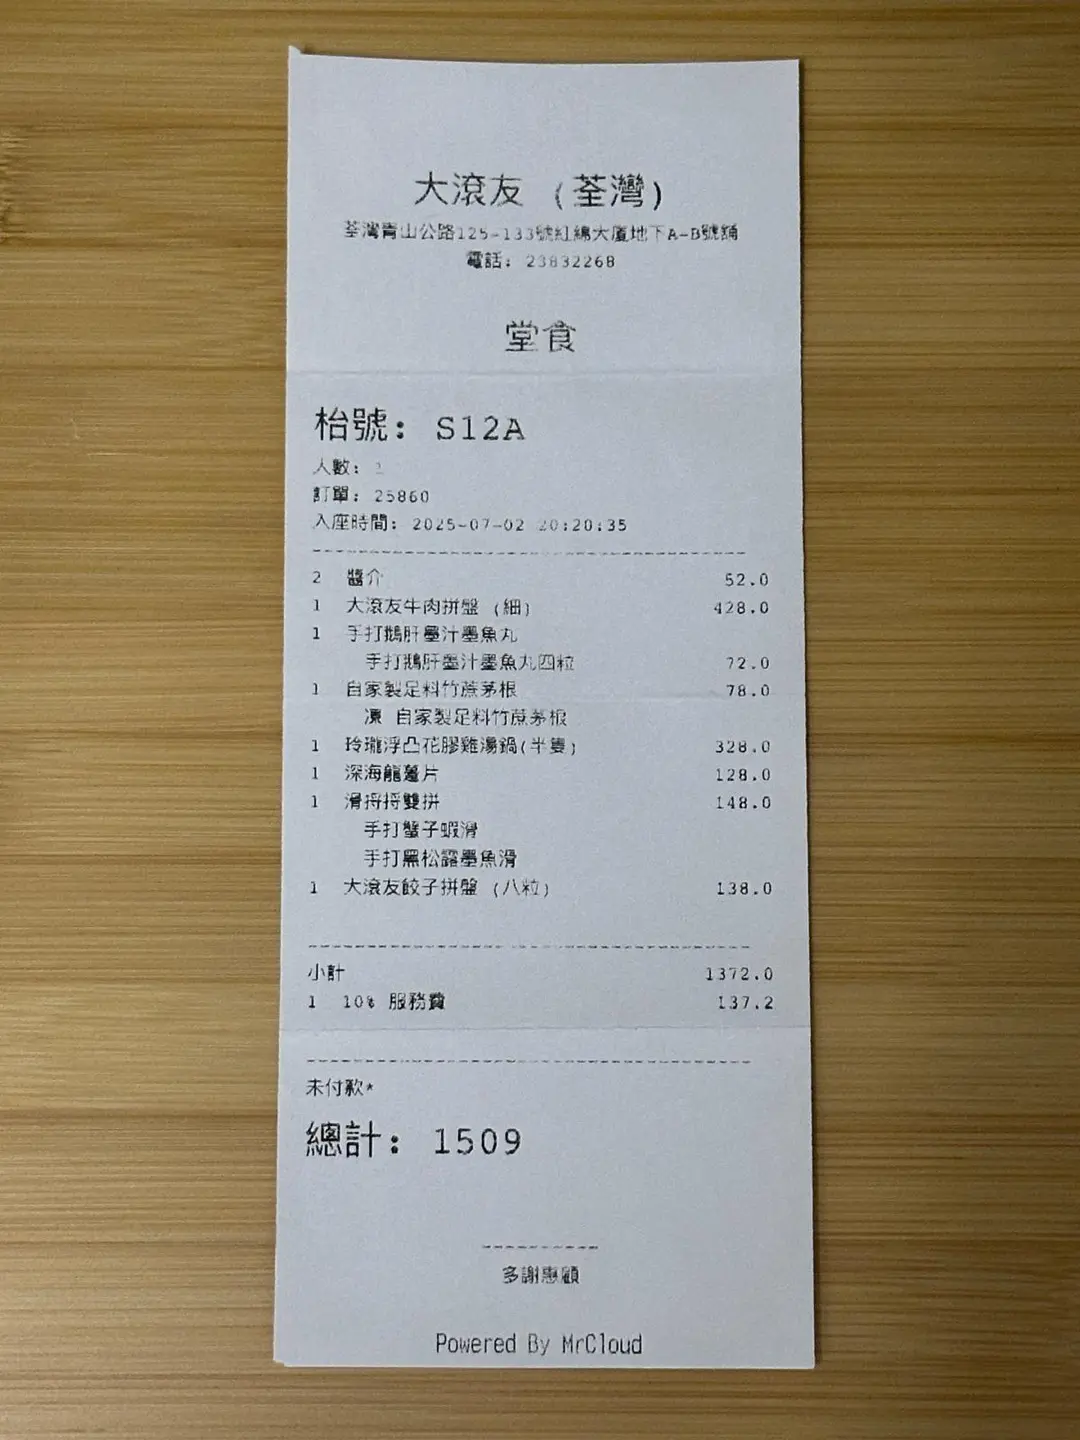 大滾友 (荃灣)
荃灣青山公路125-133號紅綿大廈地下A-B號舖
電話: 23832268
堂食
枱號: S12A
人數: 1
訂單: 25860
入座時間: 2025-07-02 20:20:35
2 醬介 52.0
1 大滾友牛肉拼盤 (細) 428.0
1 手打鵝肝墨汁墨魚丸
手打鵝肝墨汁墨魚丸四粒 72.0
1 自家製足料竹蔗茅根 78.0
凍 自家製足料竹蔗茅根
1 玲瓏浮凸花膠雞湯鍋(半隻) 328.0
1 深海龍躉片 128.0
1 滑捋捋雙拼 148.0
手打蟹子蝦滑
手打黑松露墨魚滑
1 大滾友餃子拼盤 (八粒) 138.0
小計 1372.0
1 10% 服務費 137.2
未付款*
總計: 1509
多謝惠顧
Powered By MrCloud